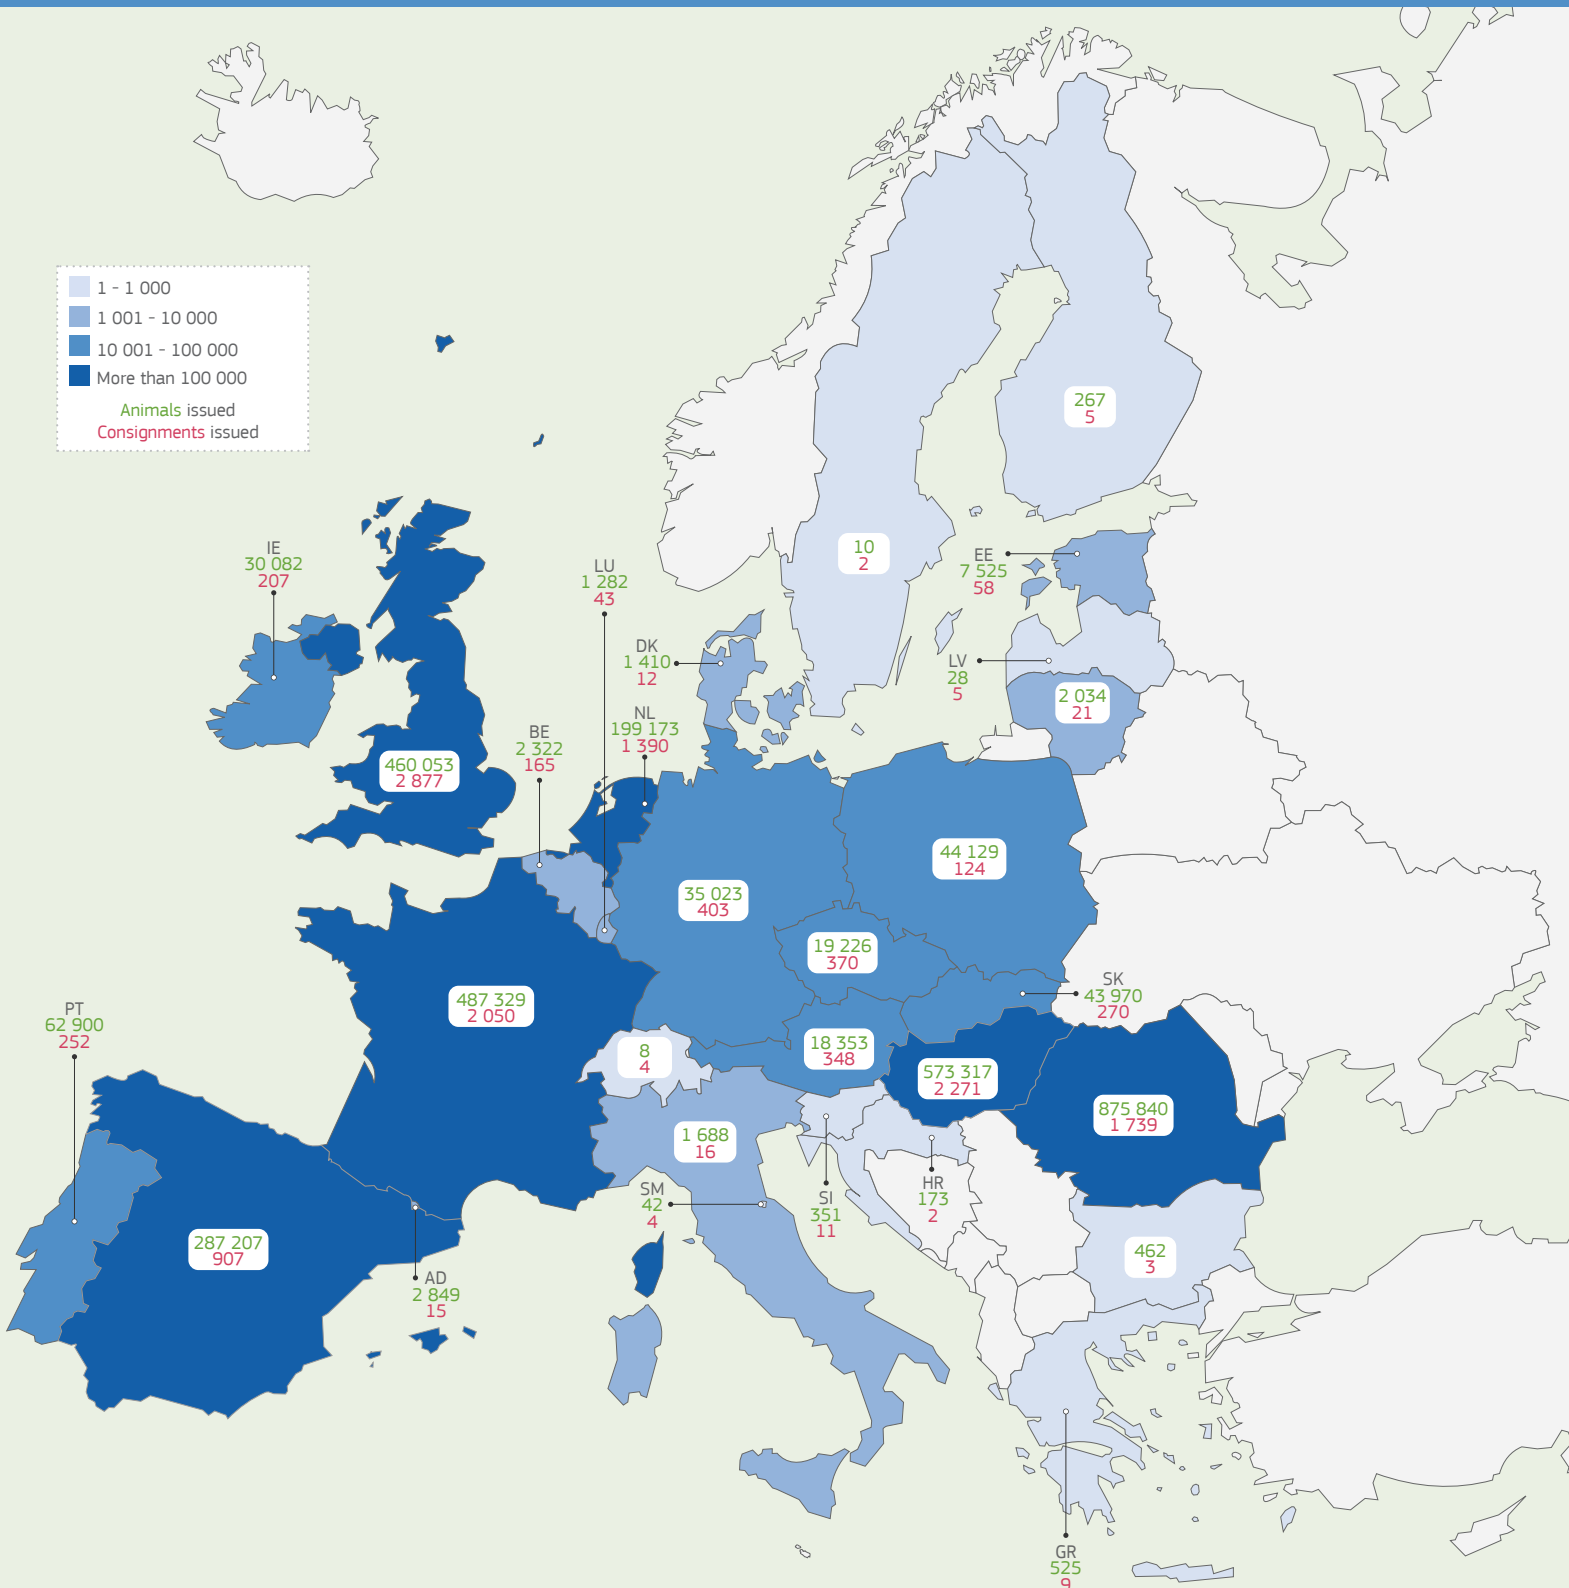 1 - 1 000
1 001 - 10 000
10 001 - 100 000
More than 100 000
Animals issued
Consignments issued
267
5
10
2
EE
7 525
58
IE
30 082
207
LU
1 282
43
DK
1 410
12
LV
28
5
2 034
21
NL
199 173
1 390
BE
2 322
165
460 053
2 877
44 129
124
35 023
403
19 226
370
SK
43 970
270
487 329
2 050
PT
62 900
252
18 353
348
8
4
573 317
2 271
875 840
1 739
1 688
16
SM
42
4
SI
351
11
HR
173
2
287 207
907
462
3
AD
2 849
15
GR
525
9